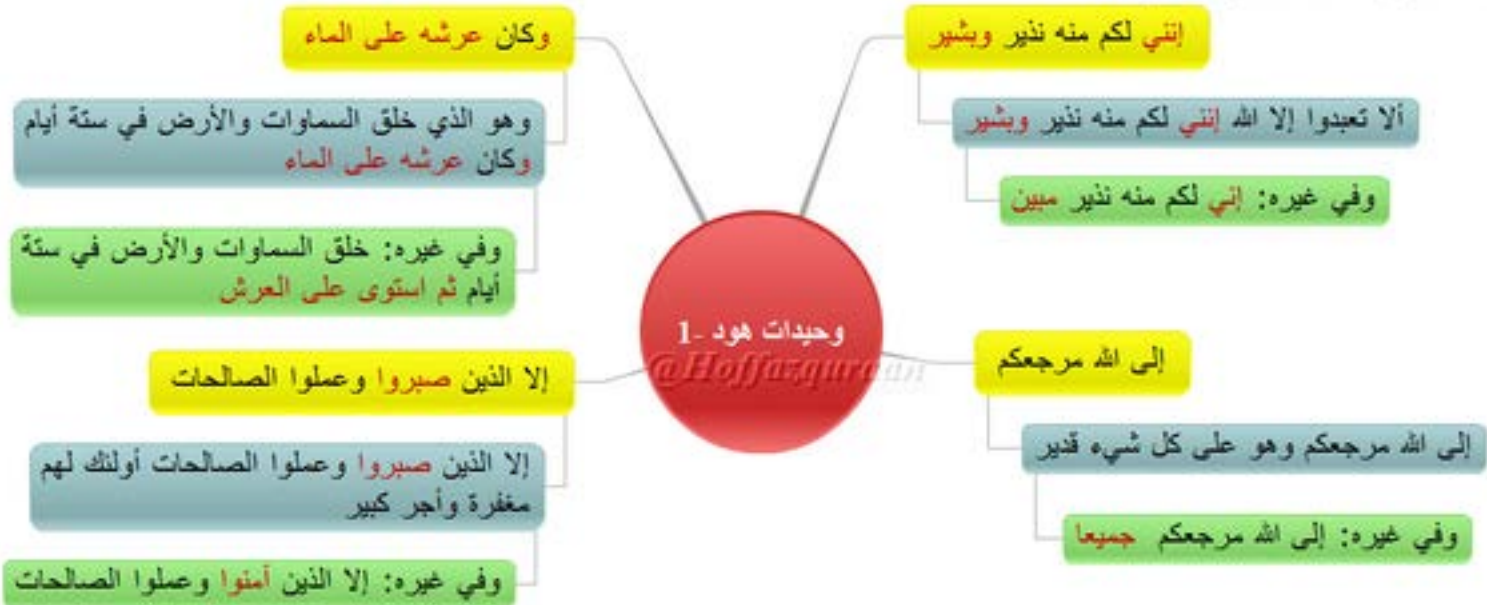 إنني لكم منه نذير وبشير
ألا تعبدوا إلا الله إنني لكم منه نذير وبشير
وفي غيره: إني لكم منه نذير مبين
إلى الله مرجعكم
إلى الله مرجعكم وهو على كل شيء قدير
وفي غيره: إلى الله مرجعكم جميعا
وحيدات هود -1
@Hoffazquraan
وكان عرشه على الماء
وهو الذي خلق السماوات والأرض في ستة أيام
وكان عرشه على الماء
وفي غيره: خلق السماوات والأرض في ستة
أيام ثم استوى على العرش
إلا الذين صبروا وعملوا الصالحات
إلا الذين صبروا وعملوا الصالحات أولئك لهم
مغفرة وأجر كبير
وفي غيره: إلا الذين آمنوا وعملوا الصالحات